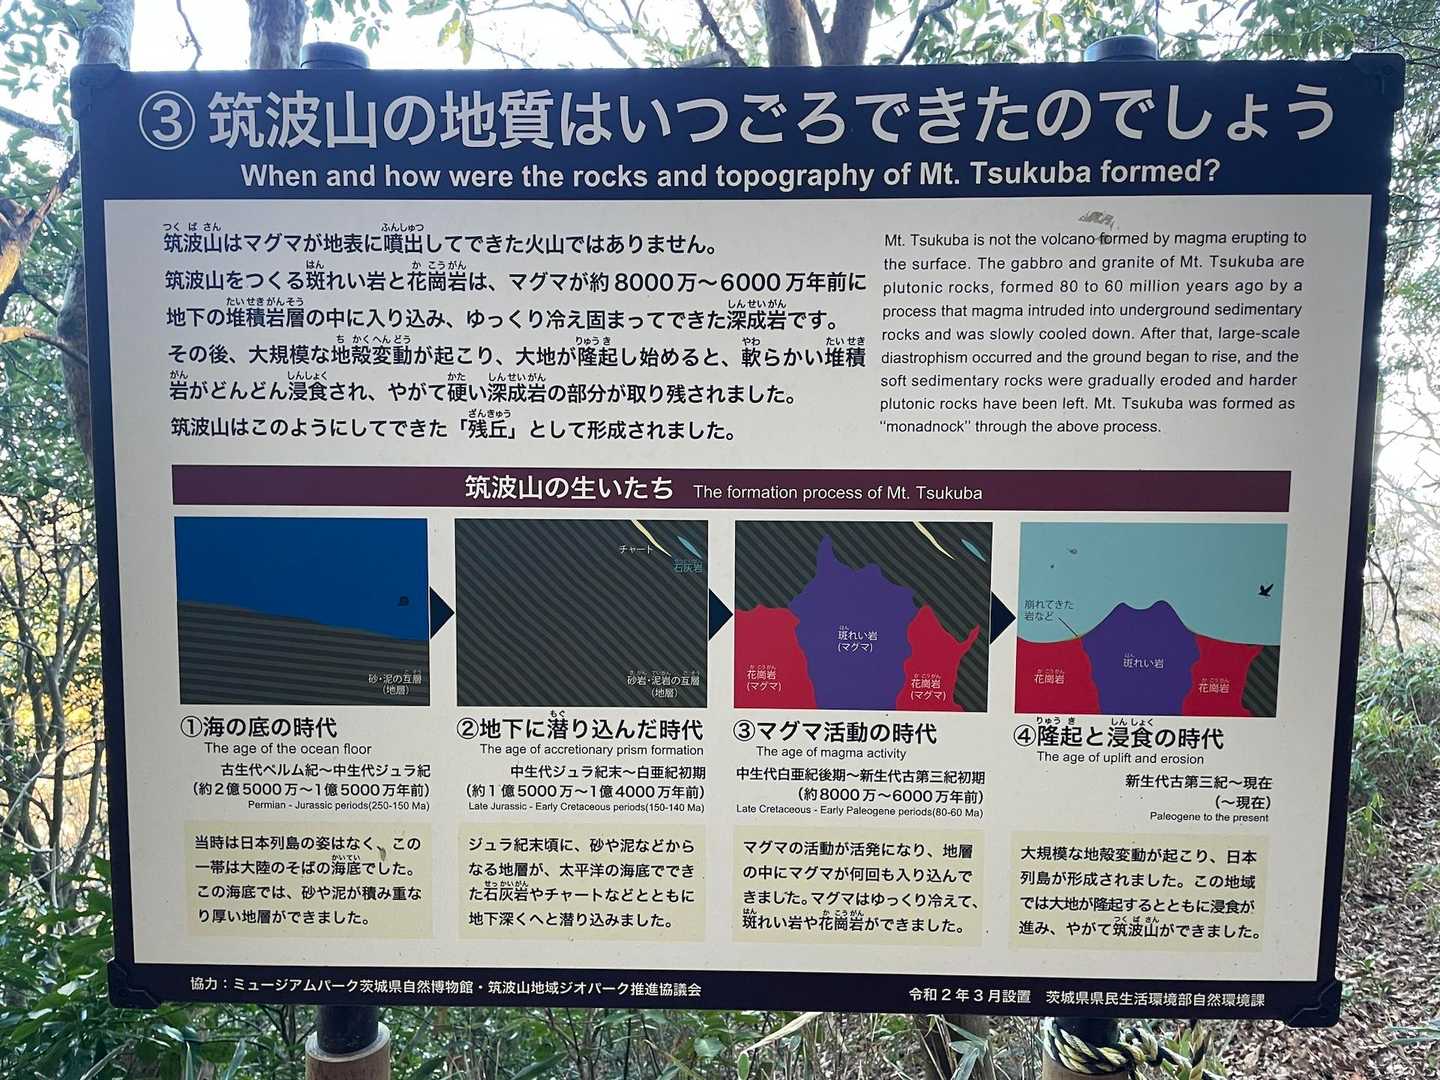 ③筑波山の地質はいつごろできたのでしょう
When and how were the rocks and topography of Mt. Tsukuba formed?
筑波山はマグマが地表に噴出してできた火山ではありません。
筑波山をつくる斑れい岩と花崗岩は、マグマが約8000万〜6000万年前に
地下の堆積岩層の中に入り込み、ゆっくり冷え固まってできた深成岩です。
その後、大規模な地殻変動が起こり、大地が隆起し始めると、軟らかい堆積
岩がどんどん浸食され、やがて硬い深成岩の部分が取り残されました。
筑波山はこのようにしてできた「残丘」として形成されました。
Mt. Tsukuba is not the volcano formed by magma erupting to
the surface. The gabbro and granite of Mt. Tsukuba are
plutonic rocks, formed 80 to 60 million years ago by a
process that magma intruded into underground sedimentary
rocks and was slowly cooled down. After that, large-scale
diastrophism occurred and the ground began to rise, and the
soft sedimentary rocks were gradually eroded and harder
plutonic rocks have been left. Mt. Tsukuba was formed as
"monadnock" through the above process.
筑波山の生いたち The formation process of Mt. Tsukuba
砂・泥の互層
(地層)
①海の底の時代
The age of the ocean floor
古生代ペルム紀〜中生代ジュラ紀
(約2億5000万〜1億5000万年前)
Permian - Jurassic periods(250-150 Ma)
当時は日本列島の姿はなく、この
一帯は大陸のそばの海底でした。
この海底では、砂や泥が積み重な
り厚い地層ができました。
チャート
石灰岩
砂岩・泥岩の互層
(地層)
②地下に潜り込んだ時代
The age of accretionary prism formation
中生代ジュラ紀末〜白亜紀初期
(約1億5000万〜1億4000万年前)
Late Jurassic - Early Cretaceous periods(150-140 Ma)
ジュラ紀末頃に、砂や泥などから
なる地層が、太平洋の海底ででき
た石灰岩やチャートなどとともに
地下深くへと潜り込みました。
斑れい岩
(マグマ)
花崗岩
(マグマ)
花崗岩
(マグマ)
③マグマ活動の時代
The age of magma activity
中生代白亜紀後期〜新生代古第三紀初期
(約8000万〜6000万年前)
Late Cretaceous - Early Paleogene periods(80-60 Ma)
マグマの活動が活発になり、地層
の中にマグマが何回も入り込んで
きました。マグマはゆっくり冷えて、
斑れい岩や花崗岩ができました。
崩れてきた
岩など
斑れい岩
花崗岩
花崗岩
④隆起と浸食の時代
The age of uplift and erosion
新生代古第三紀〜現在
(〜現在)
Paleogene to the present
大規模な地殻変動が起こり、日本
列島が形成されました。この地域
では大地が隆起するとともに浸食が
進み、やがて筑波山ができました。
協力：ミュージアムパーク茨城県自然博物館・筑波山地域ジオパーク推進協議会
令和2年3月設置 茨城県県民生活環境部自然環境課